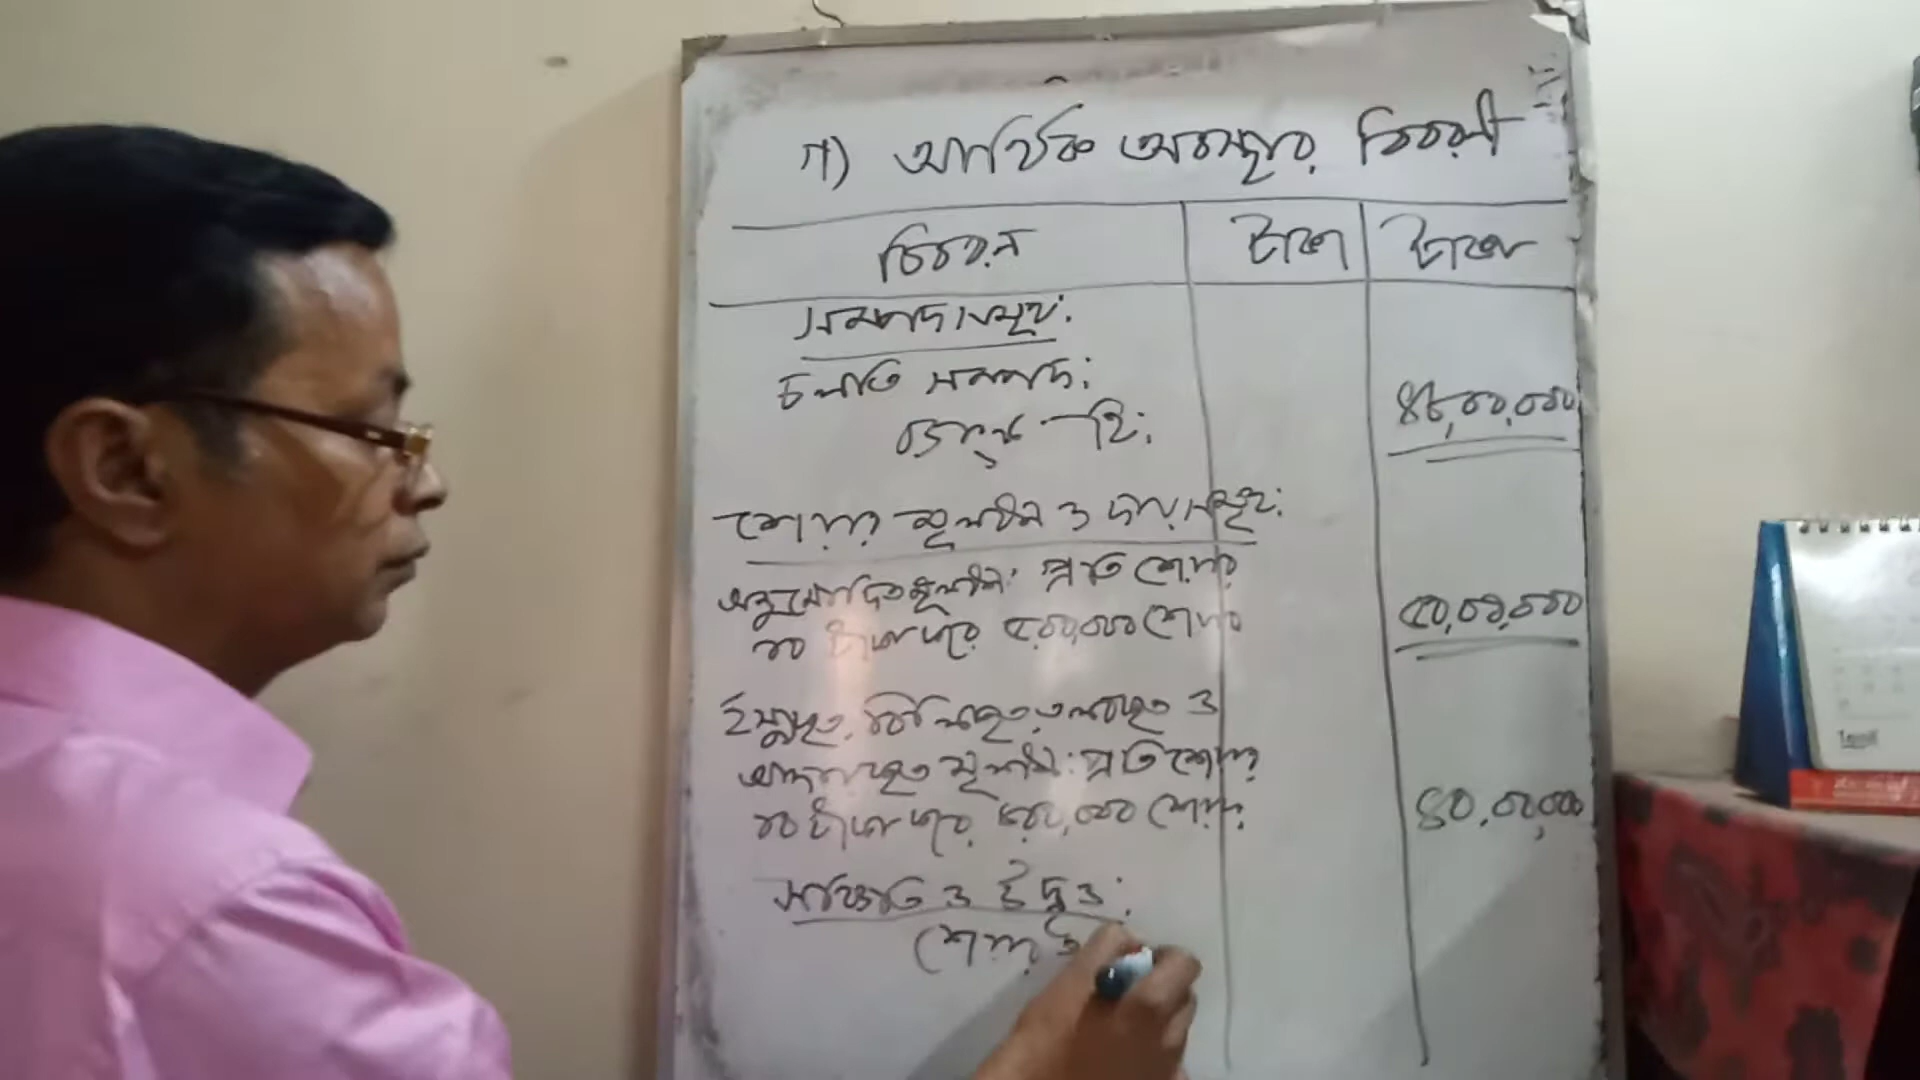 গ) আর্থিক অবস্থার বিবরণী
বিবরণ টাকা টাকা
সম্পদসমূহ:
চলতি সম্পদ:
ব্যাংক হি: ৪৮,০০,০০০
শেয়ার মূলধন ও দায়সমূহ:
অনুমোদিত মূলধন: প্রতি শেয়ার
১০ টাকা দরে ৫,০০,০০০ শেয়ার ৫০,০০,০০০
ইস্যুকৃত, বিলিকৃত, তলবকৃত ও
আদায়কৃত মূলধন: প্রতি শেয়ার
১০ টাকা দরে ৪,০০,০০০ শেয়ার ৪০,০০,০০০
সঞ্চিতি ও উদ্বৃত্ত:
শেয়ার